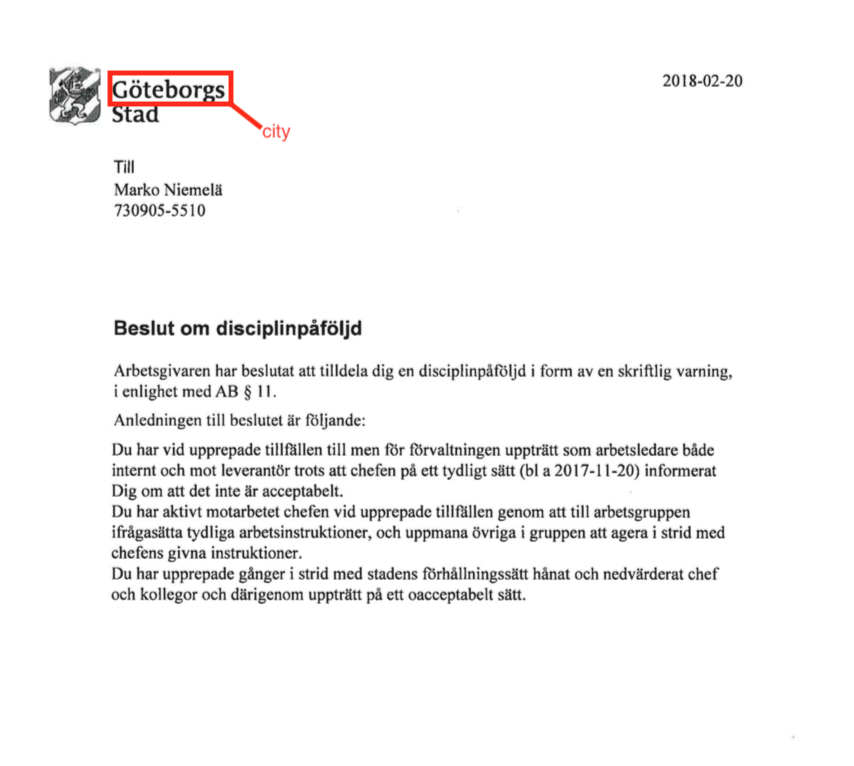 Göteborgs
Stad
city
2018-02-20
Till
Marko Niemelä
730905-5510
Beslut om disciplinpåföljd
Arbetsgivaren har beslutat att tilldela dig en disciplinpåföljd i form av en skriftlig varning,
i enlighet med AB § 11.
Anledningen till beslutet är följande:
Du har vid upprepade tillfällen till men för förvaltningen uppträtt som arbetsledare både
internt och mot leverantör trots att chefen på ett tydligt sätt (bl a 2017-11-20) informerat
Dig om att det inte är acceptabelt.
Du har aktivt motarbetet chefen vid upprepade tillfällen genom att till arbetsgruppen
ifrågasätta tydliga arbetsinstruktioner, och uppmana övriga i gruppen att agera i strid med
chefens givna instruktioner.
Du har upprepade gånger i strid med stadens förhållningssätt hånat och nedvärderat chef
och kollegor och därigenom uppträtt på ett oacceptabelt sätt.